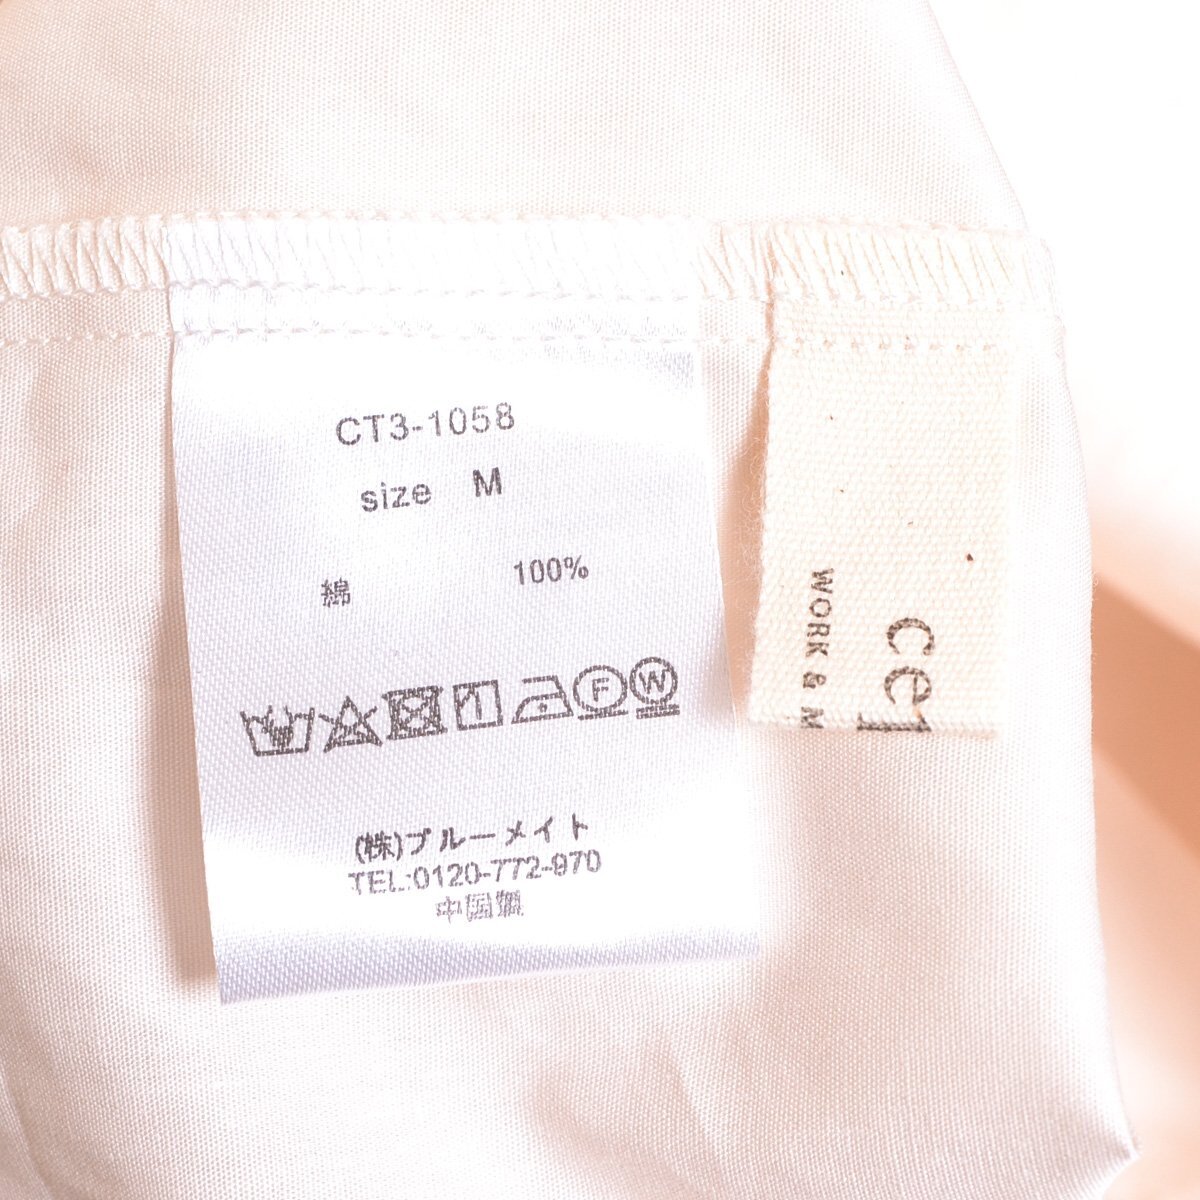 CT3-1058
size M
綿 100%
F W
(株)ブルーメイト
TEL:0120-772-970
中国製
WORK & M
ce